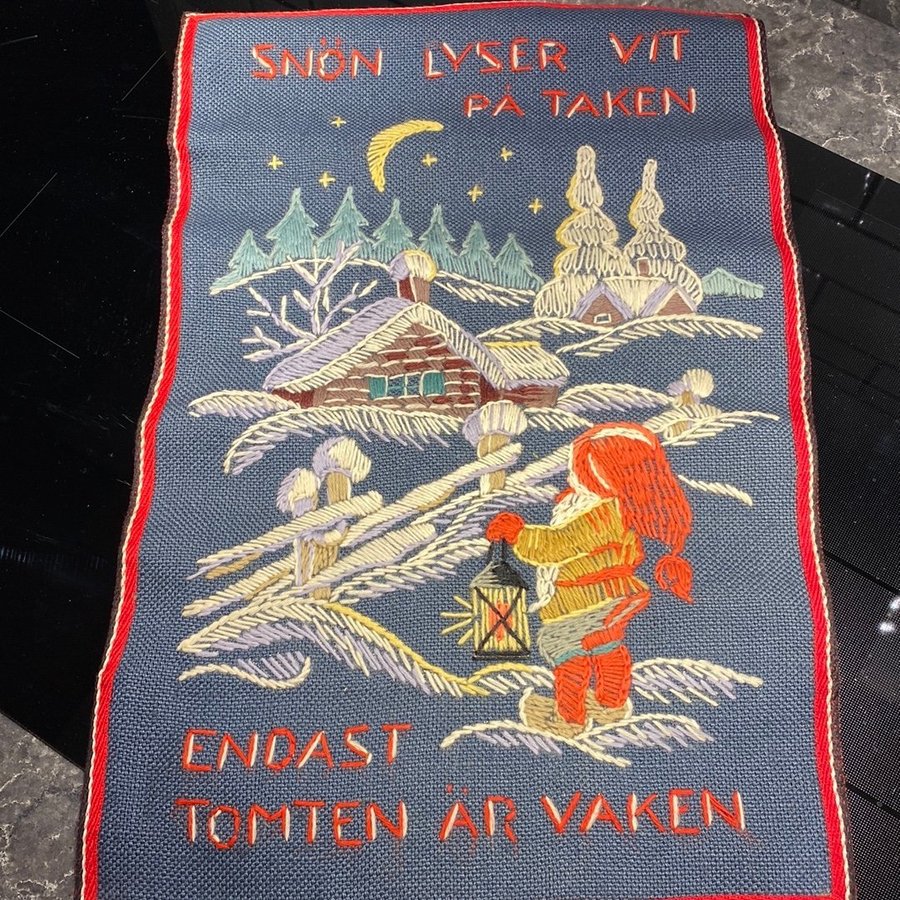 SNÖN LYSER VIT
PÅ TAKEN
ENDAST
TOMTEN ÄR VAKEN